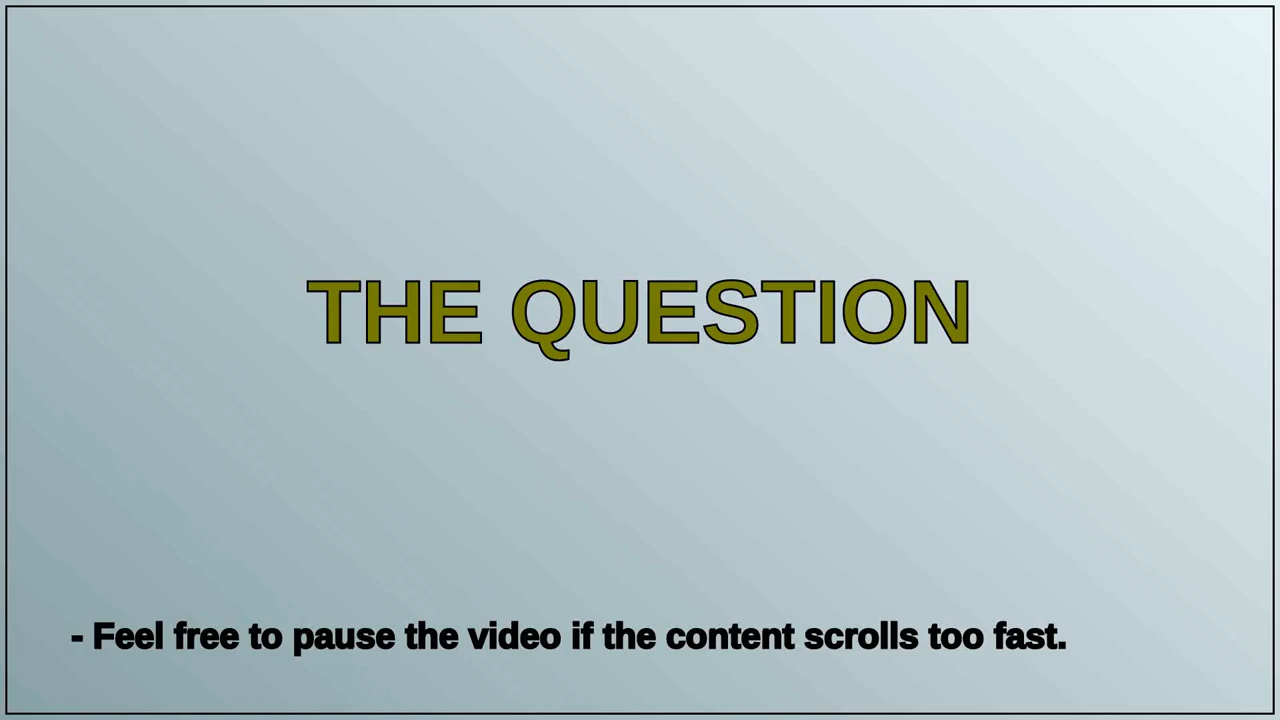 THE QUESTION
- Feel free to pause the video if the content scrolls too fast.